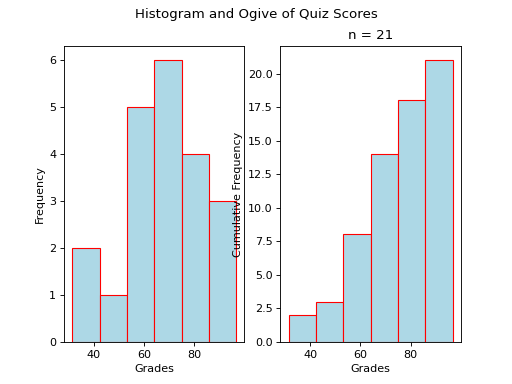 Histogram and Ogive of Quiz Scores
n = 21
6
5
4
3
2
1
0
Frequency
40 60 80
Grades
20.0
17.5
15.0
12.5
10.0
7.5
5.0
2.5
0.0
Cumulative Frequency
40 60 80
Grades